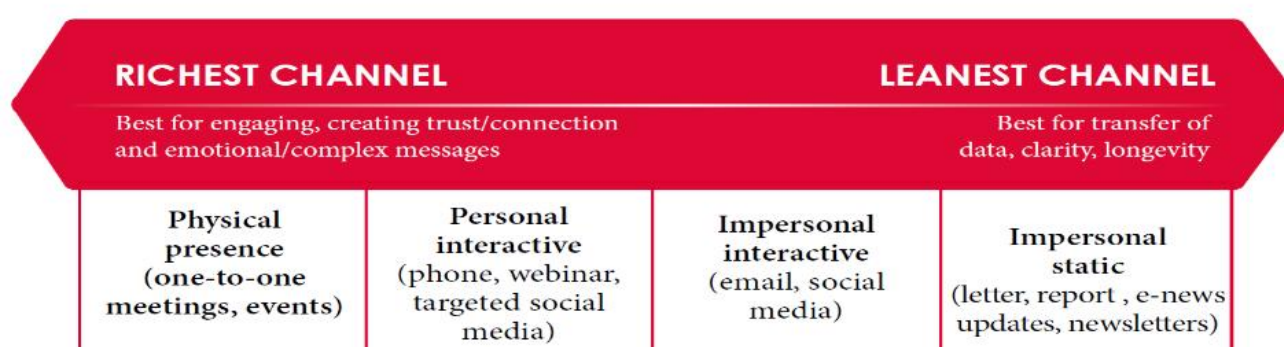 RICHEST CHANNEL
LEANEST CHANNEL
Best for engaging, creating trust/connection
and emotional/complex messages
Best for transfer of
data, clarity, longevity
Physical
presence
(one-to-one
meetings, events)
Personal
interactive
(phone, webinar,
targeted social
media)
Impersonal
interactive
(email, social
media)
Impersonal
static
(letter, report , e-news
updates, newsletters)